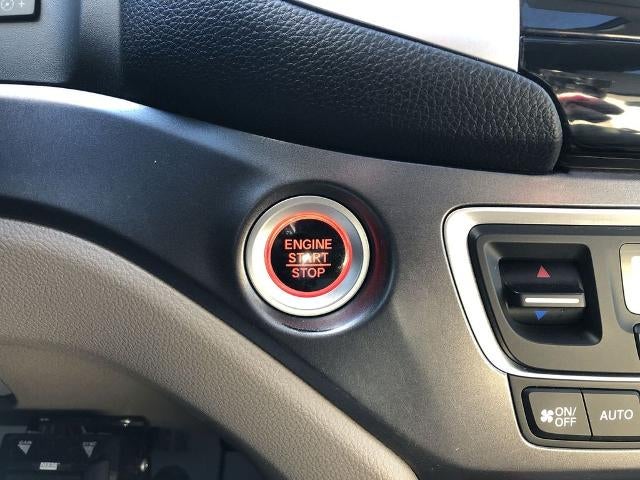 ENGINE
START
STOP
ON/
OFF
AUTO